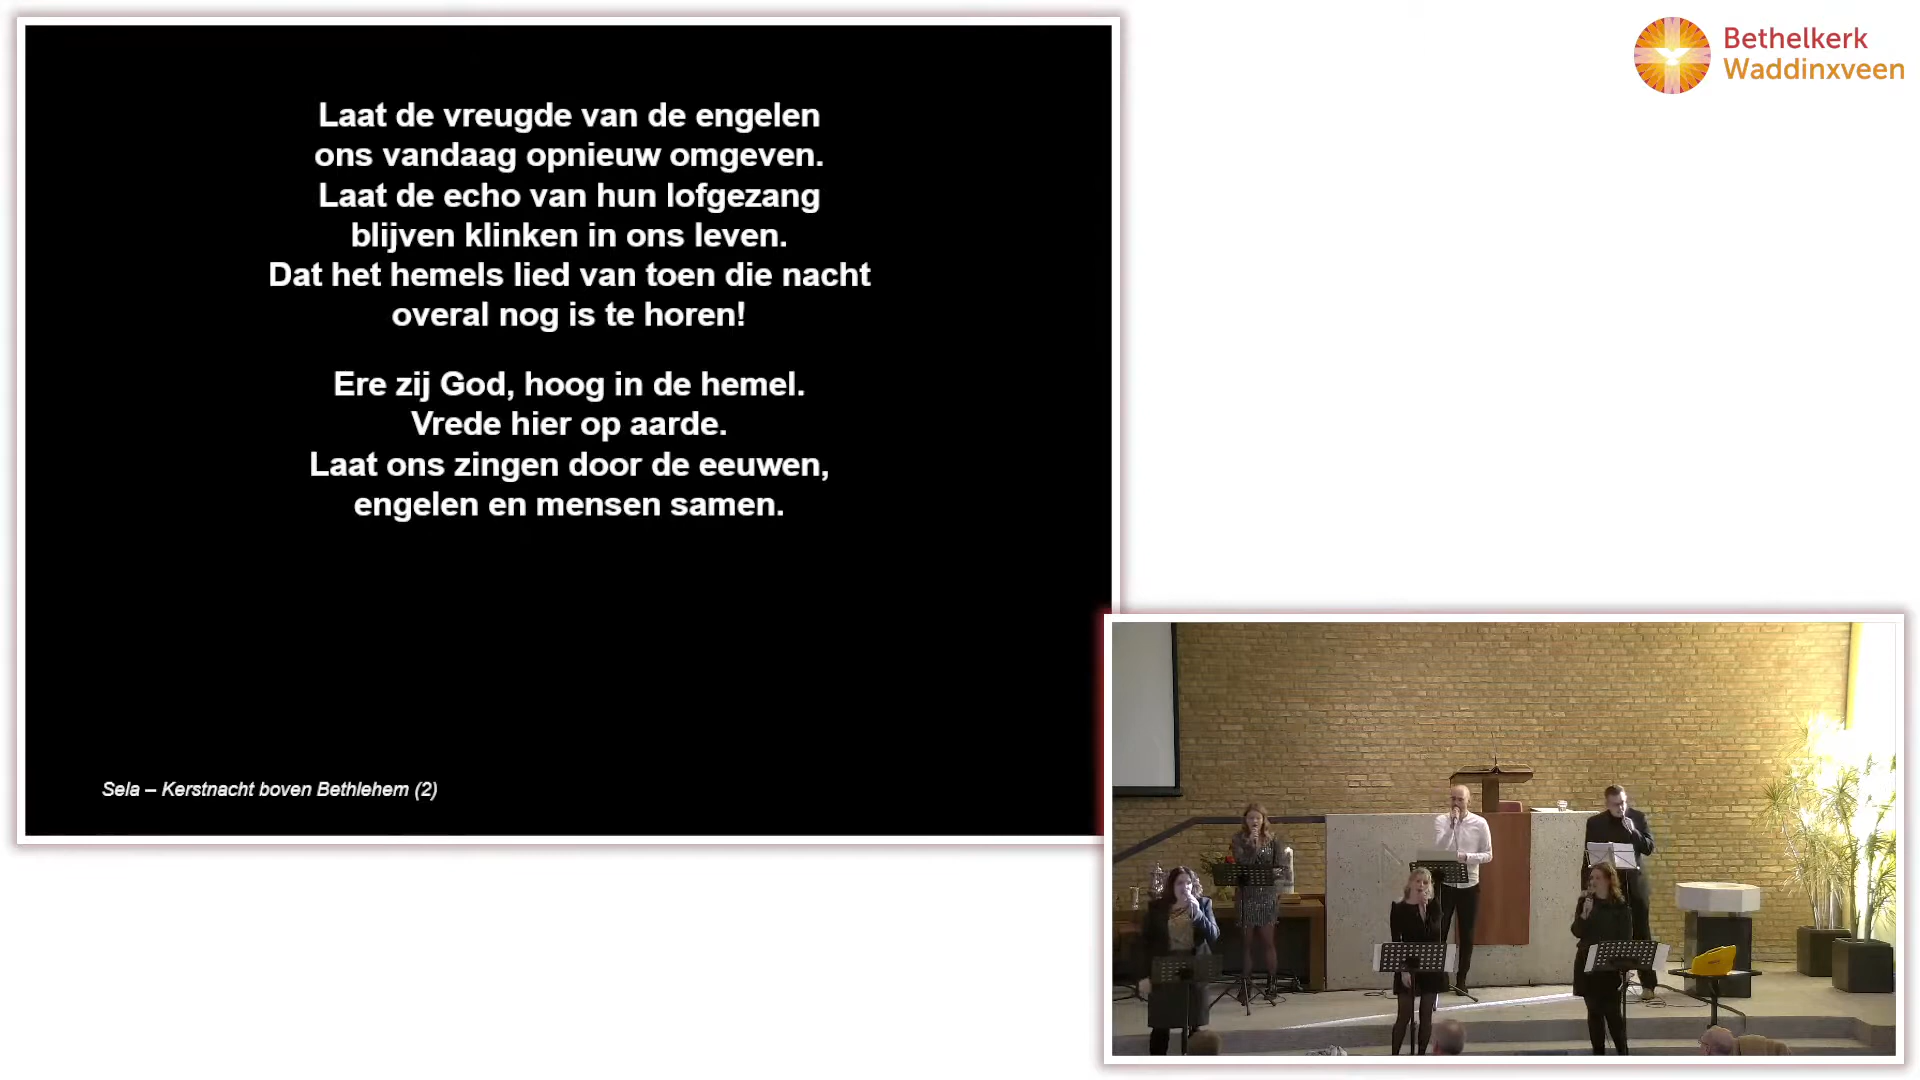 Laat de vreugde van de engelen
ons vandaag opnieuw omgeven.
Laat de echo van hun lofgezang
blijven klinken in ons leven.
Dat het hemels lied van toen die nacht
overal nog is te horen!
Ere zij God, hoog in de hemel.
Vrede hier op aarde.
Laat ons zingen door de eeuwen,
engelen en mensen samen.
Sela – Kerstnacht boven Bethlehem (2)
Bethelkerk
Waddinxveen